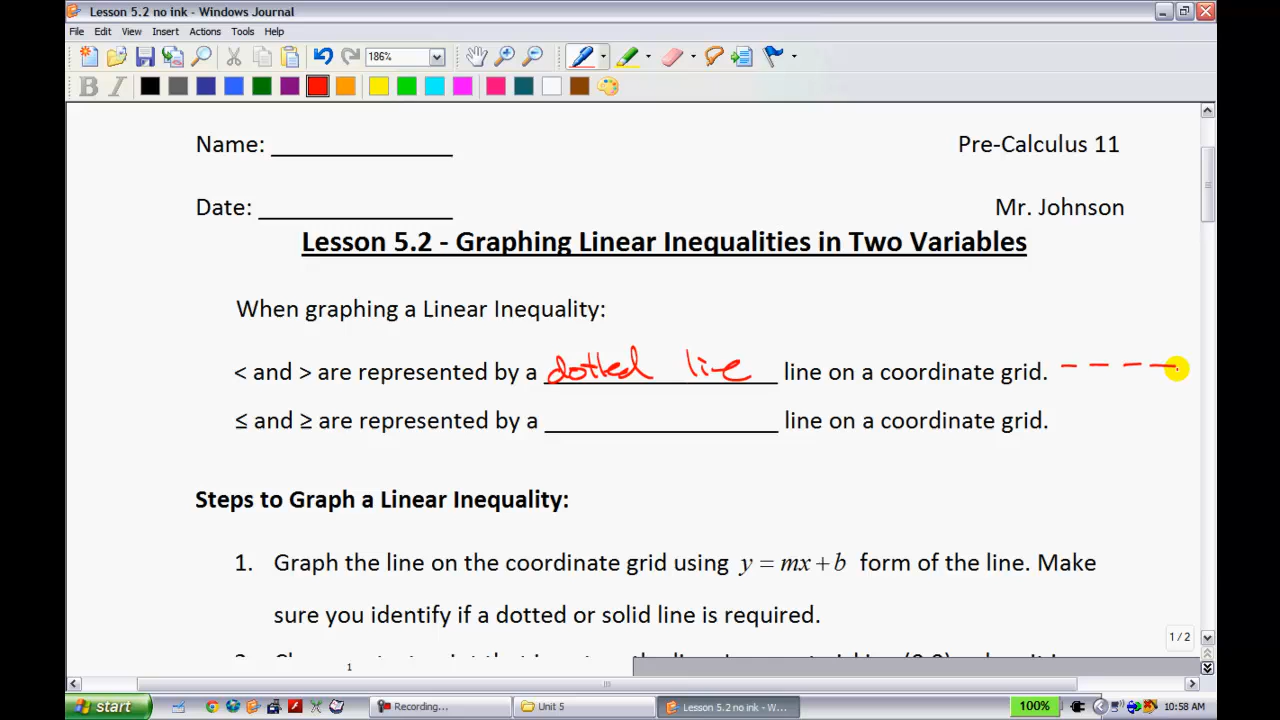 Lesson 5.2 no ink - Windows Journal
File Edit View Insert Actions Tools Help
186%
B I
Name: _______________ Pre-Calculus 11
Date: _______________ Mr. Johnson
Lesson 5.2 - Graphing Linear Inequalities in Two Variables
When graphing a Linear Inequality:
< and > are represented by a dotted line line on a coordinate grid.
≤ and ≥ are represented by a _______________ line on a coordinate grid.
Steps to Graph a Linear Inequality:
1. Graph the line on the coordinate grid using y = mx + b form of the line. Make
sure you identify if a dotted or solid line is required.
1 / 2
1
start Recording... Unit 5 Lesson 5.2 no ink - W... 100% 10:58 AM